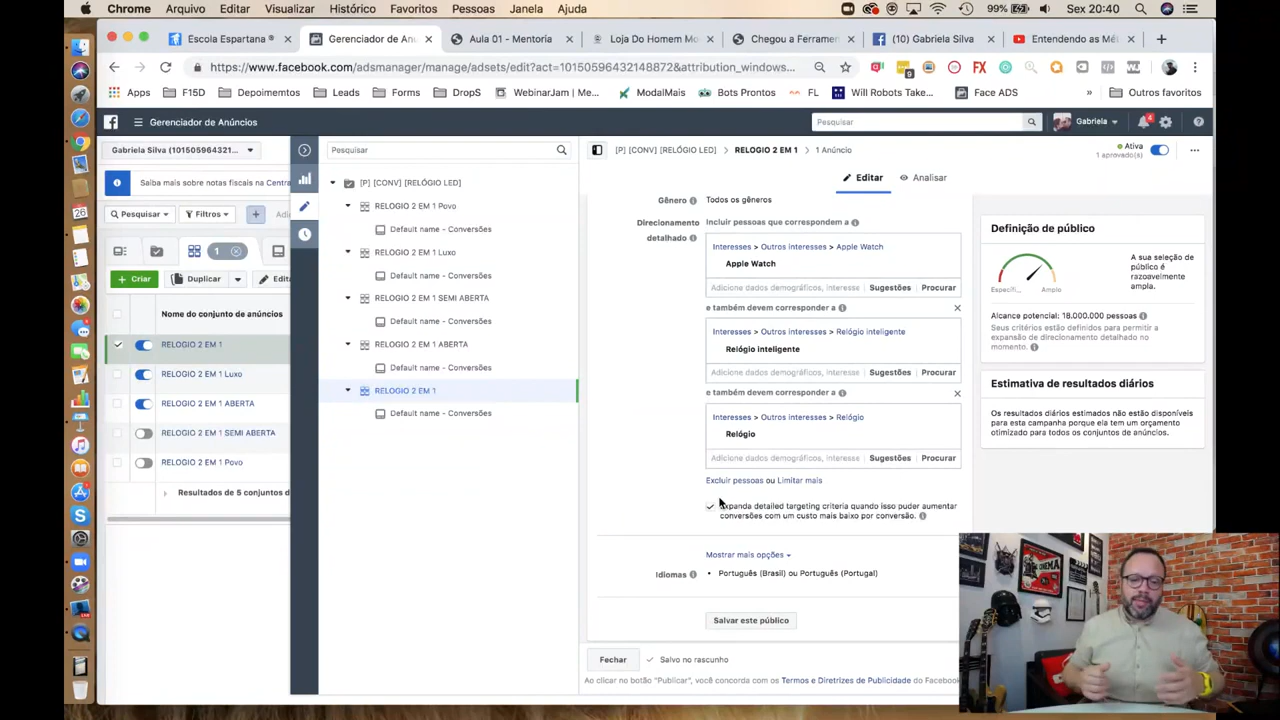 Chrome Arquivo Editar Visualizar Histórico Favoritos Pessoas Janela Ajuda
99% Sex 20:40
Escola Espartana ®
Gerenciador de Anú
Aula 01 - Mentoria
Loja Do Homem Mo
Chegou a Ferramen
(10) Gabriela Silva
Entendendo as Mét
https://www.facebook.com/adsmanager/manage/adsets/edit?act=10150596432148872&attribution_windows...
Apps F15D Depoimentos Leads Forms DropS WebinarJam | Me... ModalMais Bots Prontos FL Will Robots Take... Face ADS » Outros favoritos
Gerenciador de Anúncios
Pesquisar
Gabriela
4
Gabriela Silva (101505964321...
Saiba mais sobre notas fiscais na Centra
Pesquisar
Filtros
Adi
1
+ Criar
Duplicar
Edita
Nome do conjunto de anúncios
RELOGIO 2 EM 1
RELOGIO 2 EM 1 Luxo
RELOGIO 2 EM 1 ABERTA
RELOGIO 2 EM 1 SEMI ABERTA
RELOGIO 2 EM 1 Povo
Resultados de 5 conjuntos d
Pesquisar
[P] [CONV] [RELÓGIO LED]
RELOGIO 2 EM 1 Povo
Default name - Conversões
RELOGIO 2 EM 1 Luxo
Default name - Conversões
RELOGIO 2 EM 1 SEMI ABERTA
Default name - Conversões
RELOGIO 2 EM 1 ABERTA
Default name - Conversões
RELOGIO 2 EM 1
Default name - Conversões
[P] [CONV] [RELÓGIO LED] > RELOGIO 2 EM 1 > 1 Anúncio
Ativa
1 aprovado(s)
Editar
Analisar
Gênero Todos os gêneros
Direcionamento detalhado
Incluir pessoas que correspondem a
Interesses > Outros interesses > Apple Watch
Apple Watch
Adicione dados demográficos, interesse Sugestões Procurar
e também devem corresponder a
Interesses > Outros interesses > Relógio inteligente
Relógio inteligente
Adicione dados demográficos, interesse Sugestões Procurar
e também devem corresponder a
Interesses > Outros interesses > Relógio
Relógio
Adicione dados demográficos, interesse Sugestões Procurar
Excluir pessoas ou Limitar mais
xpanda detailed targeting criteria quando isso puder aumentar
conversões com um custo mais baixo por conversão.
Mostrar mais opções
Idiomas
Português (Brasil) ou Português (Portugal)
Salvar este público
Fechar
Salvo no rascunho
Ao clicar no botão "Publicar", você concorda com os Termos e Diretrizes de Publicidade do Facebook
Definição de público
Específi... Amplo
A sua seleção de
público é
razoavelmente
ampla.
Alcance potencial: 18.000.000 pessoas
Seus critérios estão definidos para permitir a
expansão de direcionamento detalhado no
momento.
Estimativa de resultados diários
Os resultados diários estimados não estão disponíveis
para esta campanha porque ela tem um orçamento
otimizado para todos os conjuntos de anúncios.